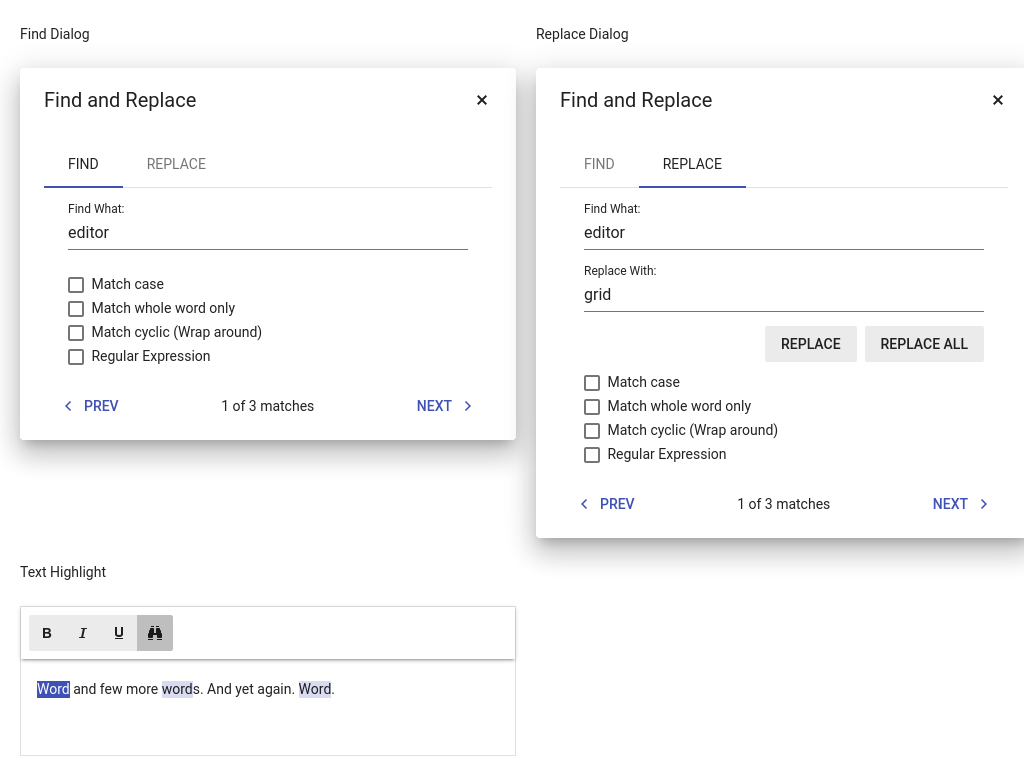 Find Dialog
Find and Replace
FIND REPLACE
Find What:
editor
Match case
Match whole word only
Match cyclic (Wrap around)
Regular Expression
PREV 1 of 3 matches NEXT
Replace Dialog
Find and Replace
FIND REPLACE
Find What:
editor
Replace With:
grid
REPLACE REPLACE ALL
Match case
Match whole word only
Match cyclic (Wrap around)
Regular Expression
PREV 1 of 3 matches NEXT
Text Highlight
B I U
Word and few more words. And yet again. Word.